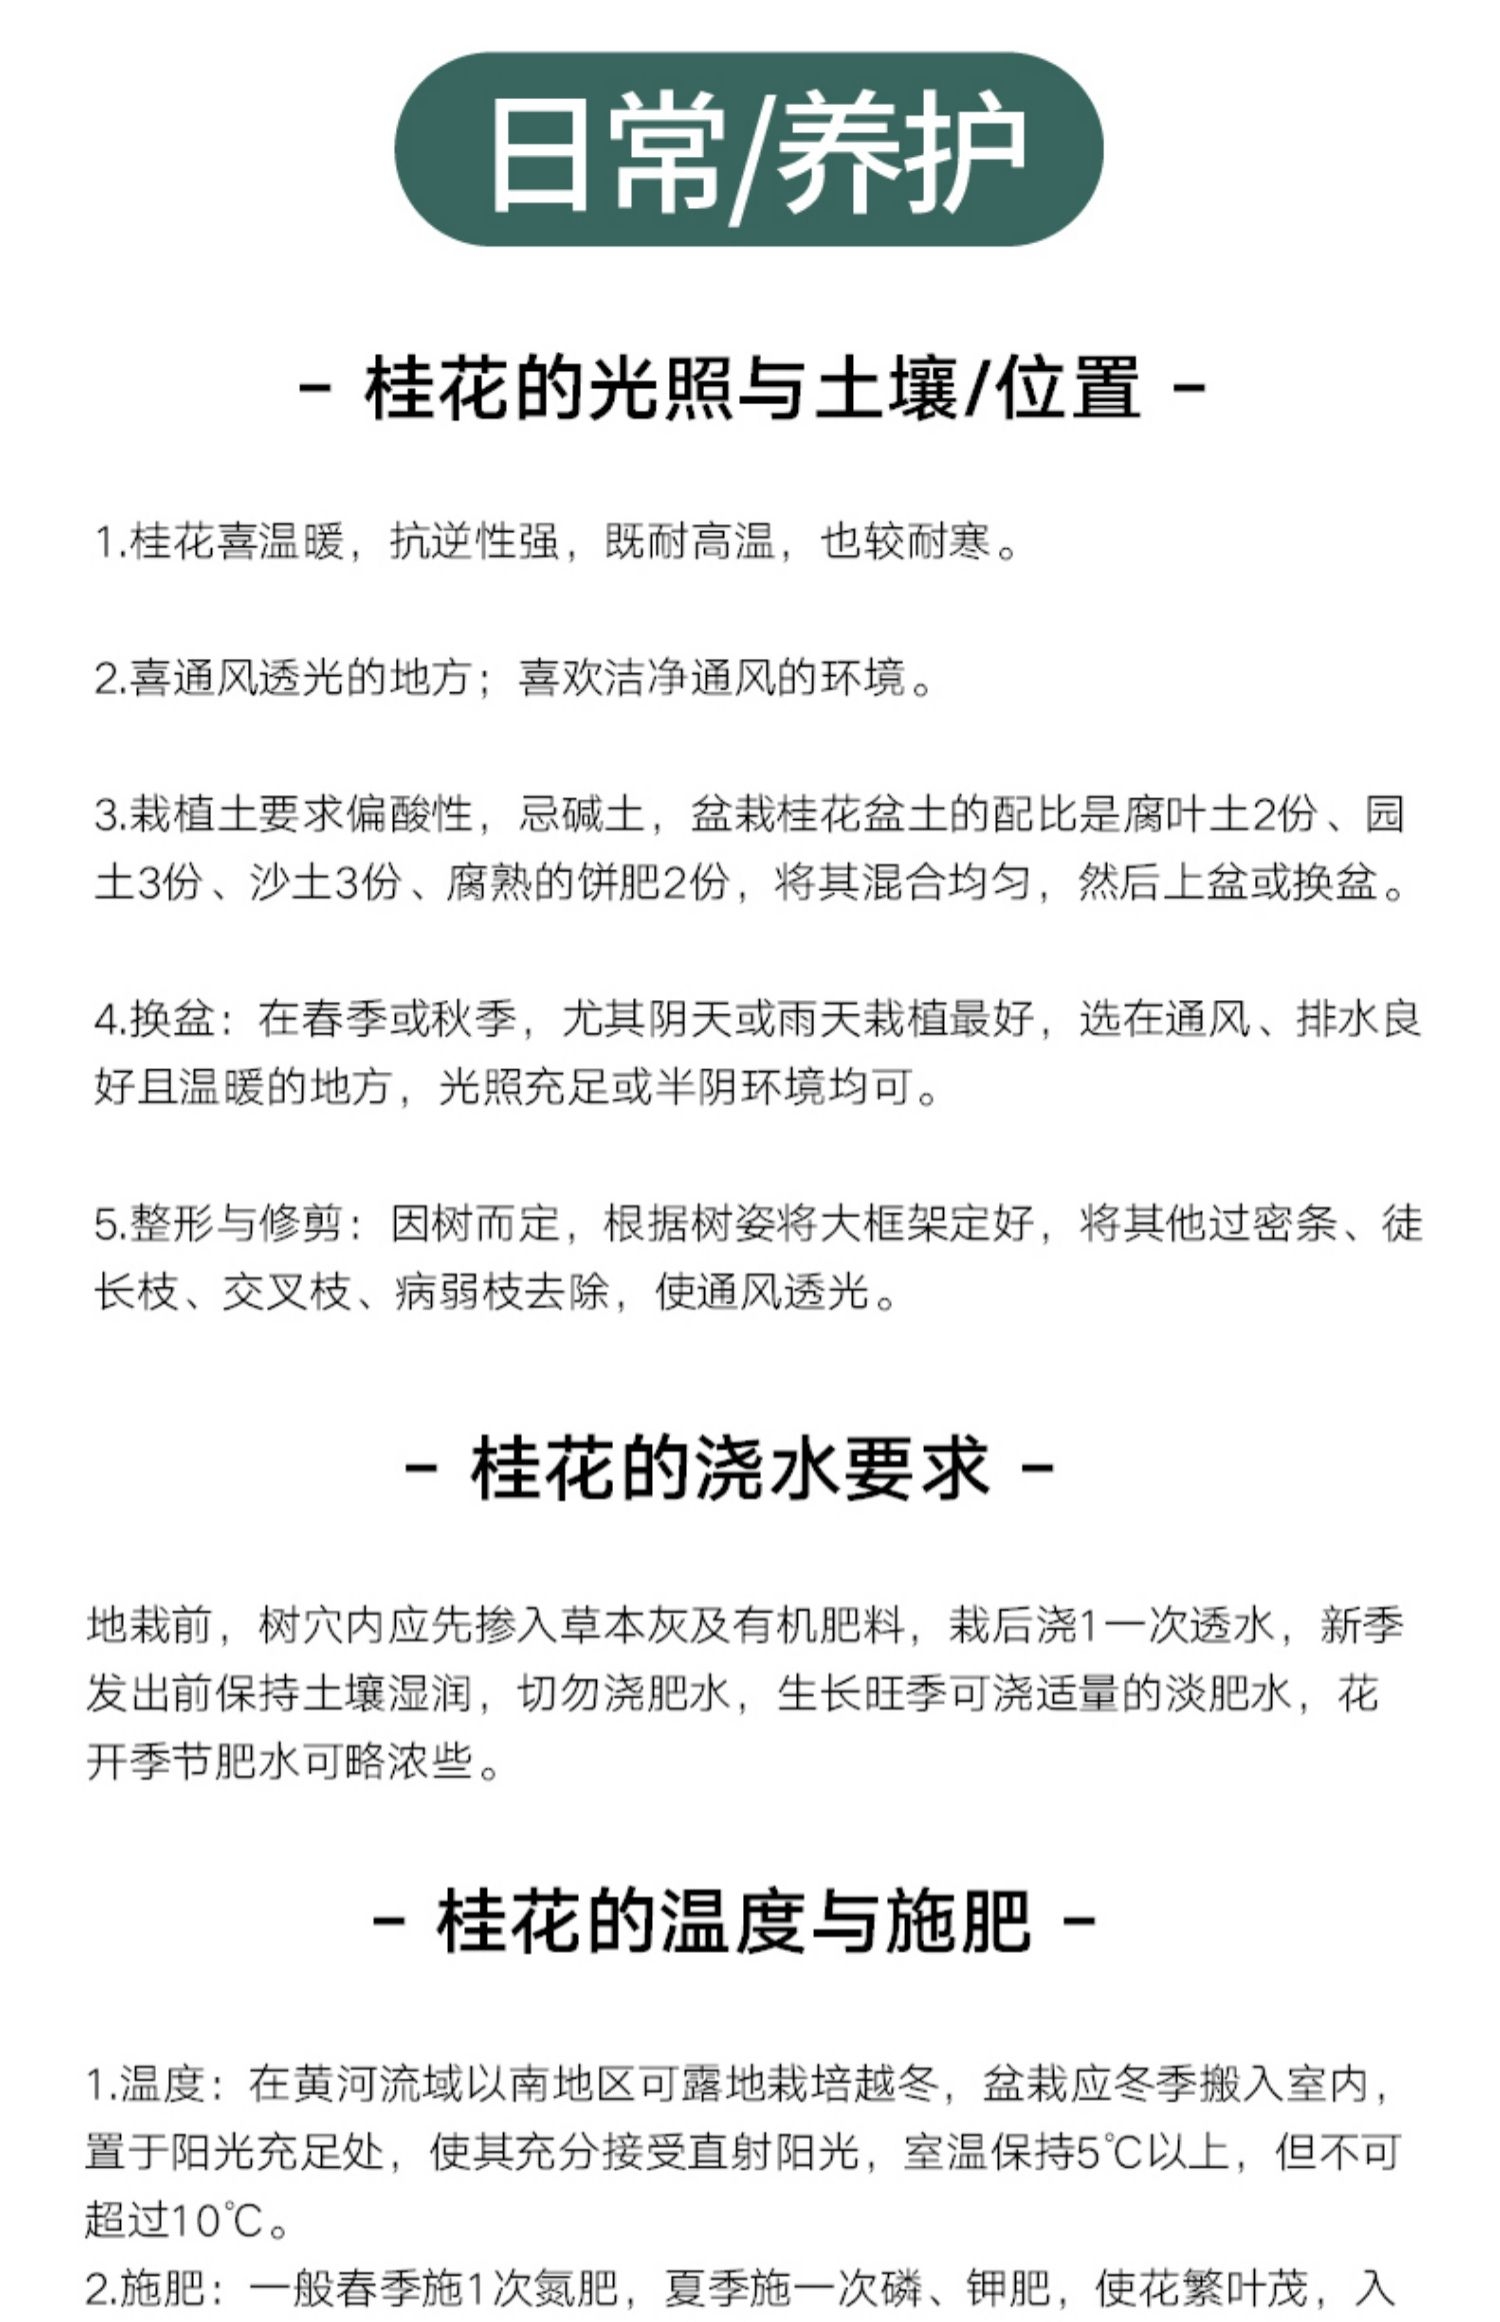 日常/养护
- 桂花的光照与土壤/位置 -
1.桂花喜温暖，抗逆性强，既耐高温，也较耐寒。
2.喜通风透光的地方；喜欢洁净通风的环境。
3.栽植土要求偏酸性，忌碱土，盆栽桂花盆土的配比是腐叶土2份、园
土3份、沙土3份、腐熟的饼肥2份，将其混合均匀，然后上盆或换盆。
4.换盆：在春季或秋季，尤其阴天或雨天栽植最好，选在通风、排水良
好且温暖的地方，光照充足或半阴环境均可。
5.整形与修剪：因树而定，根据树姿将大框架定好，将其他过密条、徒
长枝、交叉枝、病弱枝去除，使通风透光。
- 桂花的浇水要求 -
地栽前，树穴内应先掺入草本灰及有机肥料，栽后浇1一次透水，新季
发出前保持土壤湿润，切勿浇肥水，生长旺季可浇适量的淡肥水，花
开季节肥水可略浓些。
- 桂花的温度与施肥 -
1.温度：在黄河流域以南地区可露地栽培越冬，盆栽应冬季搬入室内，
置于阳光充足处，使其充分接受直射阳光，室温保持5℃以上，但不可
超过10℃。
2.施肥：一般春季施1次氮肥，夏季施一次磷、钾肥，使花繁叶茂，入